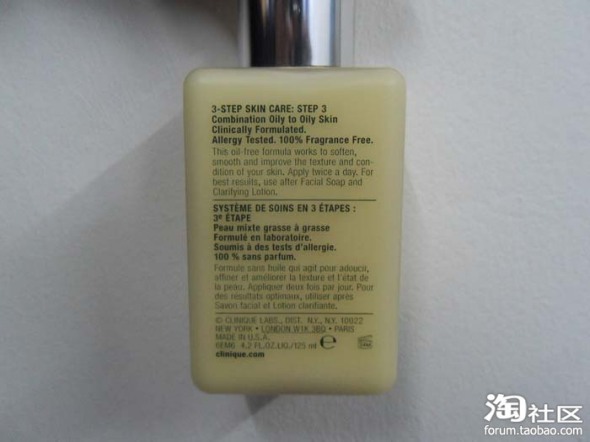 3-STEP SKIN CARE: STEP 3
Combination Oily to Oily Skin
Clinically Formulated.
Allergy Tested. 100% Fragrance Free.
This oil-free formula works to soften,
smooth and improve the texture and con-
dition of your skin. Apply twice a day. For
best results, use after Facial Soap and
Clarifying Lotion.
SYSTÈME DE SOINS EN 3 ÉTAPES :
3e ÉTAPE
Peau mixte grasse à grasse
Formulé en laboratoire.
Soumis à des tests d'allergie.
100 % sans parfum.
Formule sans huile qui agit pour adoucir,
affiner et améliorer la texture et l'état de
la peau. Appliquer deux fois par jour. Pour
des résultats optimaux, utiliser après
Savon facial et Lotion clarifiante.
© CLINIQUE LABS., DIST. N.Y., N.Y. 10022
NEW YORK • LONDON W1K 3BQ • PARIS
MADE IN U.S.A.
6EM6 4.2 FL.OZ.LIQ./125 ml e
clinique.com
淘社区
forum.taobao.com